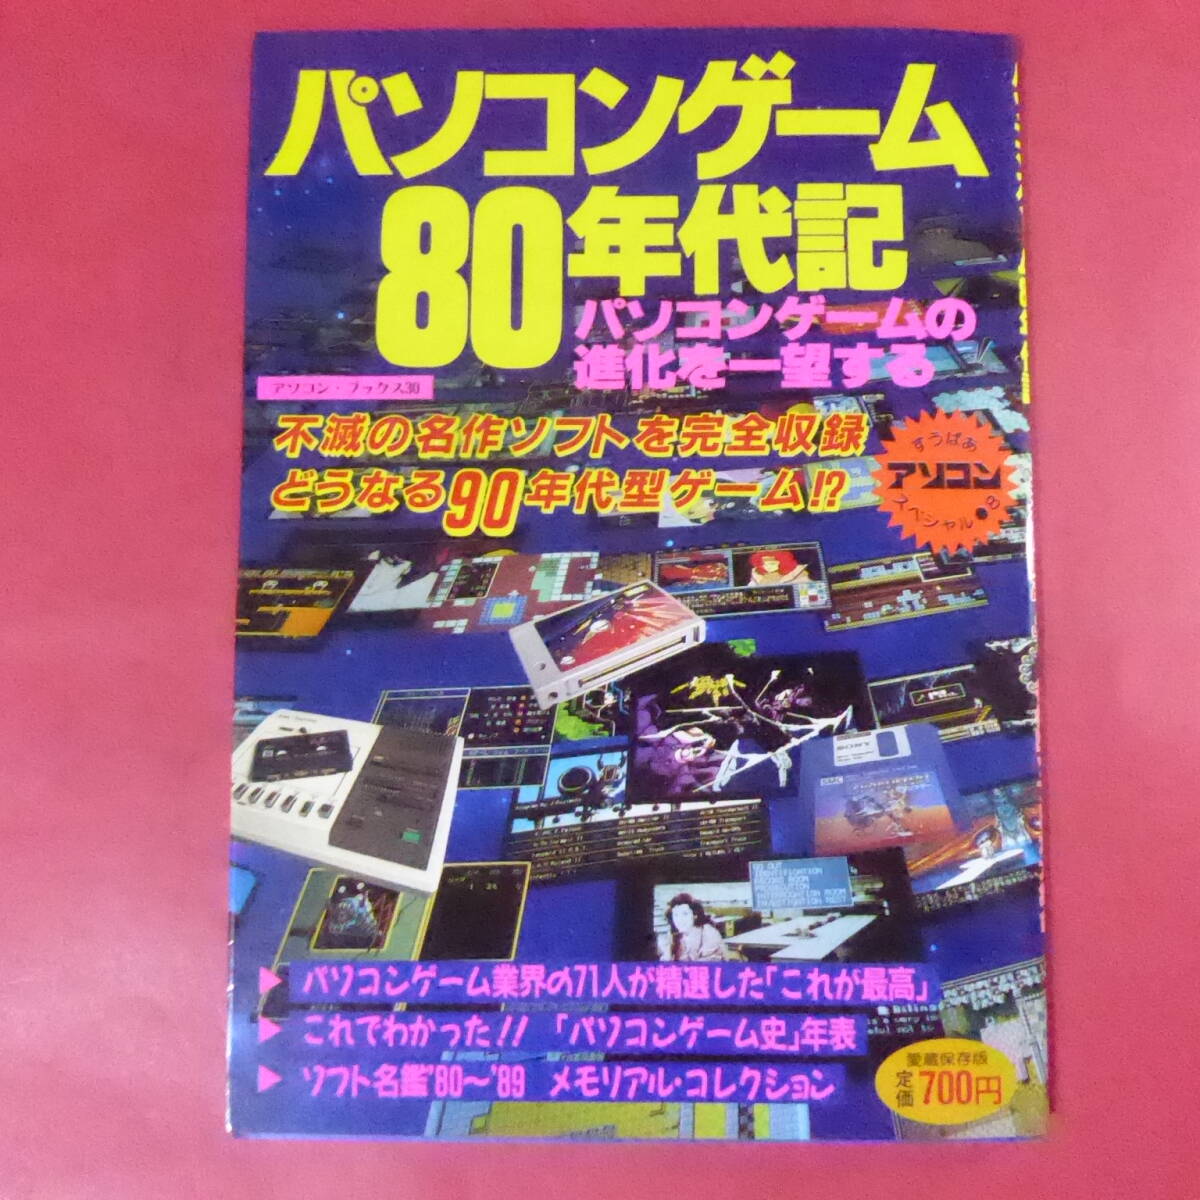 パソコンゲーム
80年代記
パソコンゲームの
進化を一望する
アソコン・ブックス30
不滅の名作ソフトを完全収録
どうなる90年代型ゲーム!?
すうぱあ
アソコン
スペシャル●8
SONY
GO OUT
IDENTIFICATION
INTERROGATION ROOM
▶ パソコンゲーム業界の71人が精選した「これが最高」
▶ これでわかった!! 「パソコンゲーム史」年表
▶ ソフト名鑑'80～'89 メモリアル・コレクション
愛蔵保存版
定価700円